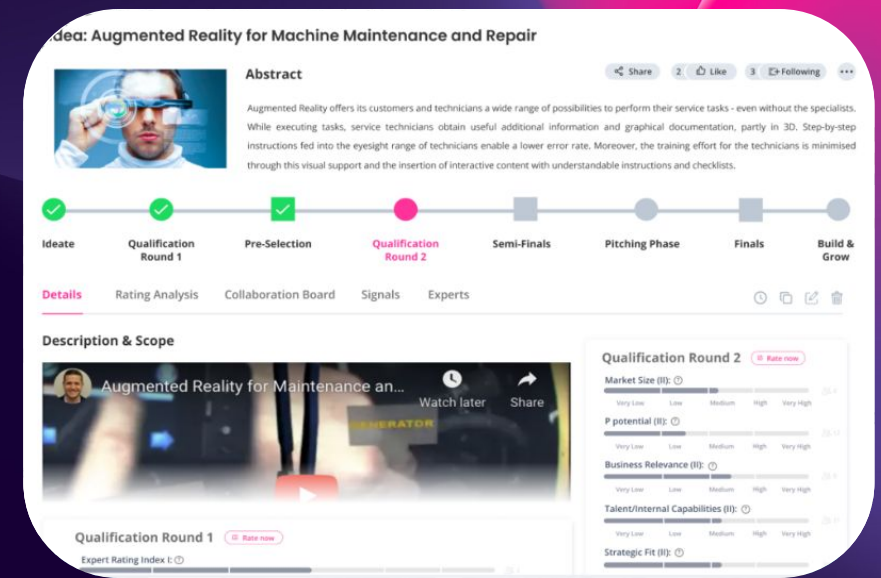 Idea: Augmented Reality for Machine Maintenance and Repair
Abstract
Share
2 Like
3 Following
Augmented Reality offers its customers and technicians a wide range of possibilities to perform their service tasks - even without the specialists.
While executing tasks, service technicians obtain useful additional information and graphical documentation, partly in 3D. Step-by-step
instructions fed into the eyesight range of technicians enable a lower error rate. Moreover, the training effort for the technicians is minimised
through this visual support and the insertion of interactive content with understandable instructions and checklists.
Ideate
Qualification
Round 1
Pre-Selection
Qualification
Round 2
Semi-Finals
Pitching Phase
Finals
Build &
Grow
Details
Rating Analysis
Collaboration Board
Signals
Experts
Description & Scope
Augmented Reality for Maintenance an...
Watch later
Share
GENERATOR
Qualification Round 1
Rate now
Expert Rating Index I:
Qualification Round 2
Rate now
Market Size (II):
Very Low Low Medium High Very High
P potential (II):
Very Low Low Medium High Very High
Business Relevance (II):
Very Low Low Medium High Very High
Talent/Internal Capabilities (II):
Very Low Low Medium High Very High
Strategic Fit (II):